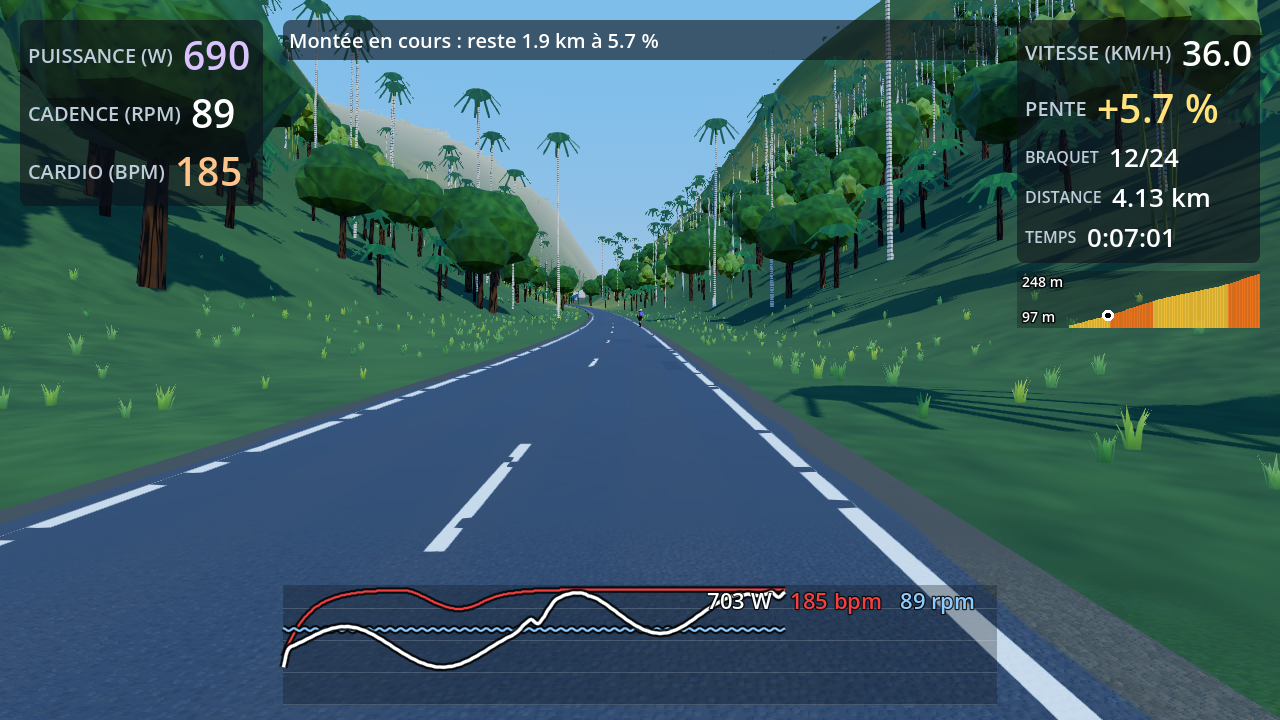 PUISSANCE (W) 690
CADENCE (RPM) 89
CARDIO (BPM) 185
Montée en cours : reste 1.9 km à 5.7 %
VITESSE (KM/H) 36.0
PENTE +5.7 %
BRAQUET 12/24
DISTANCE 4.13 km
TEMPS 0:07:01
248 m
97 m
703 W 185 bpm 89 rpm